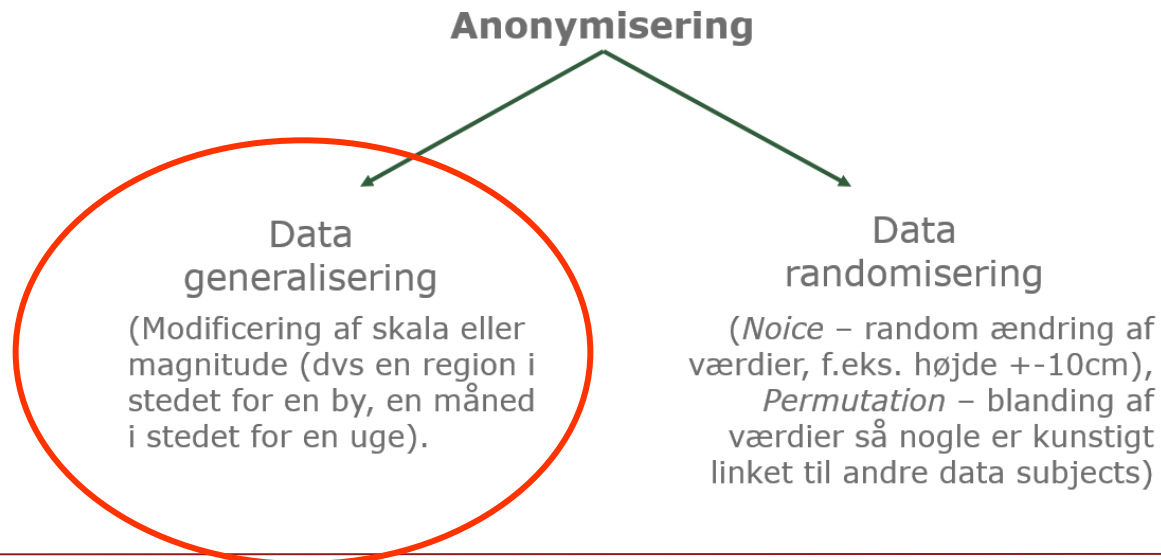 Anonymisering
Data
generalisering
(Modificering af skala eller
magnitude (dvs en region i
stedet for en by, en måned
i stedet for en uge).
Data
randomisering
(Noice – random ændring af
værdier, f.eks. højde +-10cm),
Permutation – blanding af
værdier så nogle er kunstigt
linket til andre data subjects)